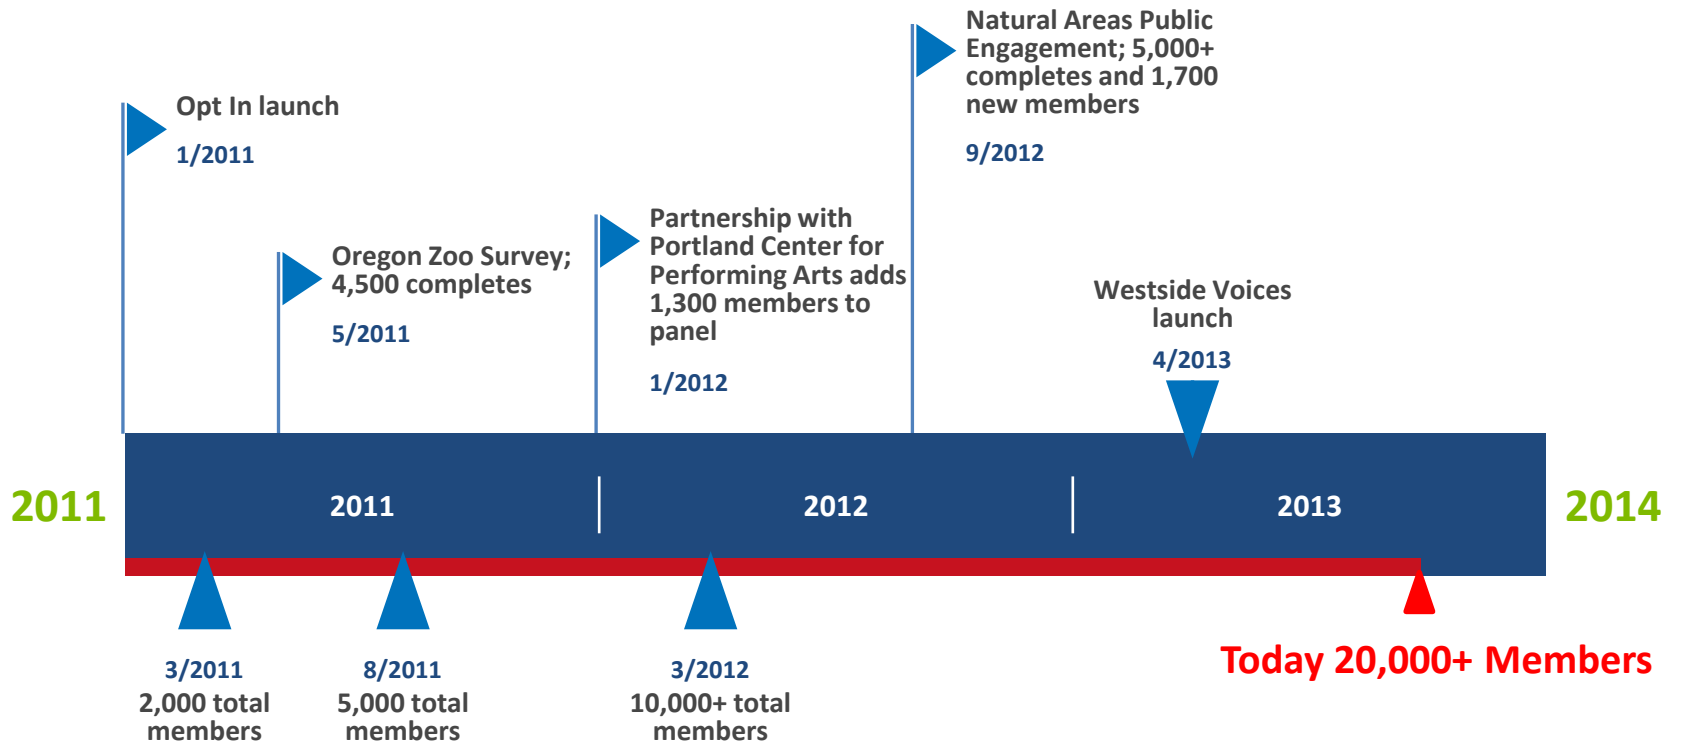 Opt In launch
1/2011
Oregon Zoo Survey;
4,500 completes
5/2011
Partnership with
Portland Center for
Performing Arts adds
1,300 members to
panel
1/2012
Natural Areas Public
Engagement; 5,000+
completes and 1,700
new members
9/2012
Westside Voices
launch
4/2013
2011
2011
2012
2013
2014
3/2011
2,000 total
members
8/2011
5,000 total
members
3/2012
10,000+ total
members
Today 20,000+ Members